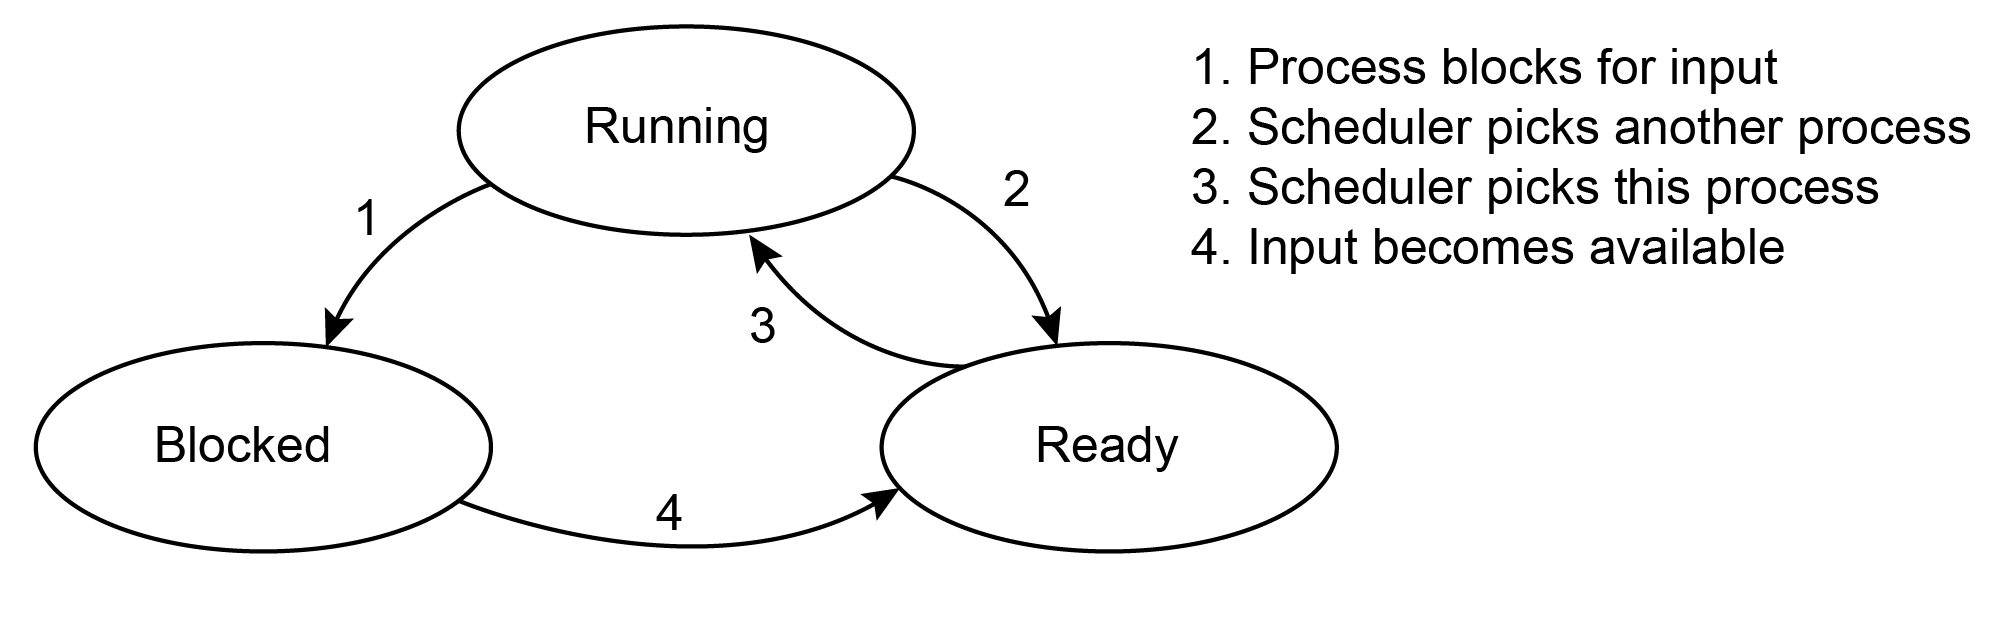 Running
1. Process blocks for input
2. Scheduler picks another process
3. Scheduler picks this process
4. Input becomes available
1
2
3
Blocked
Ready
4